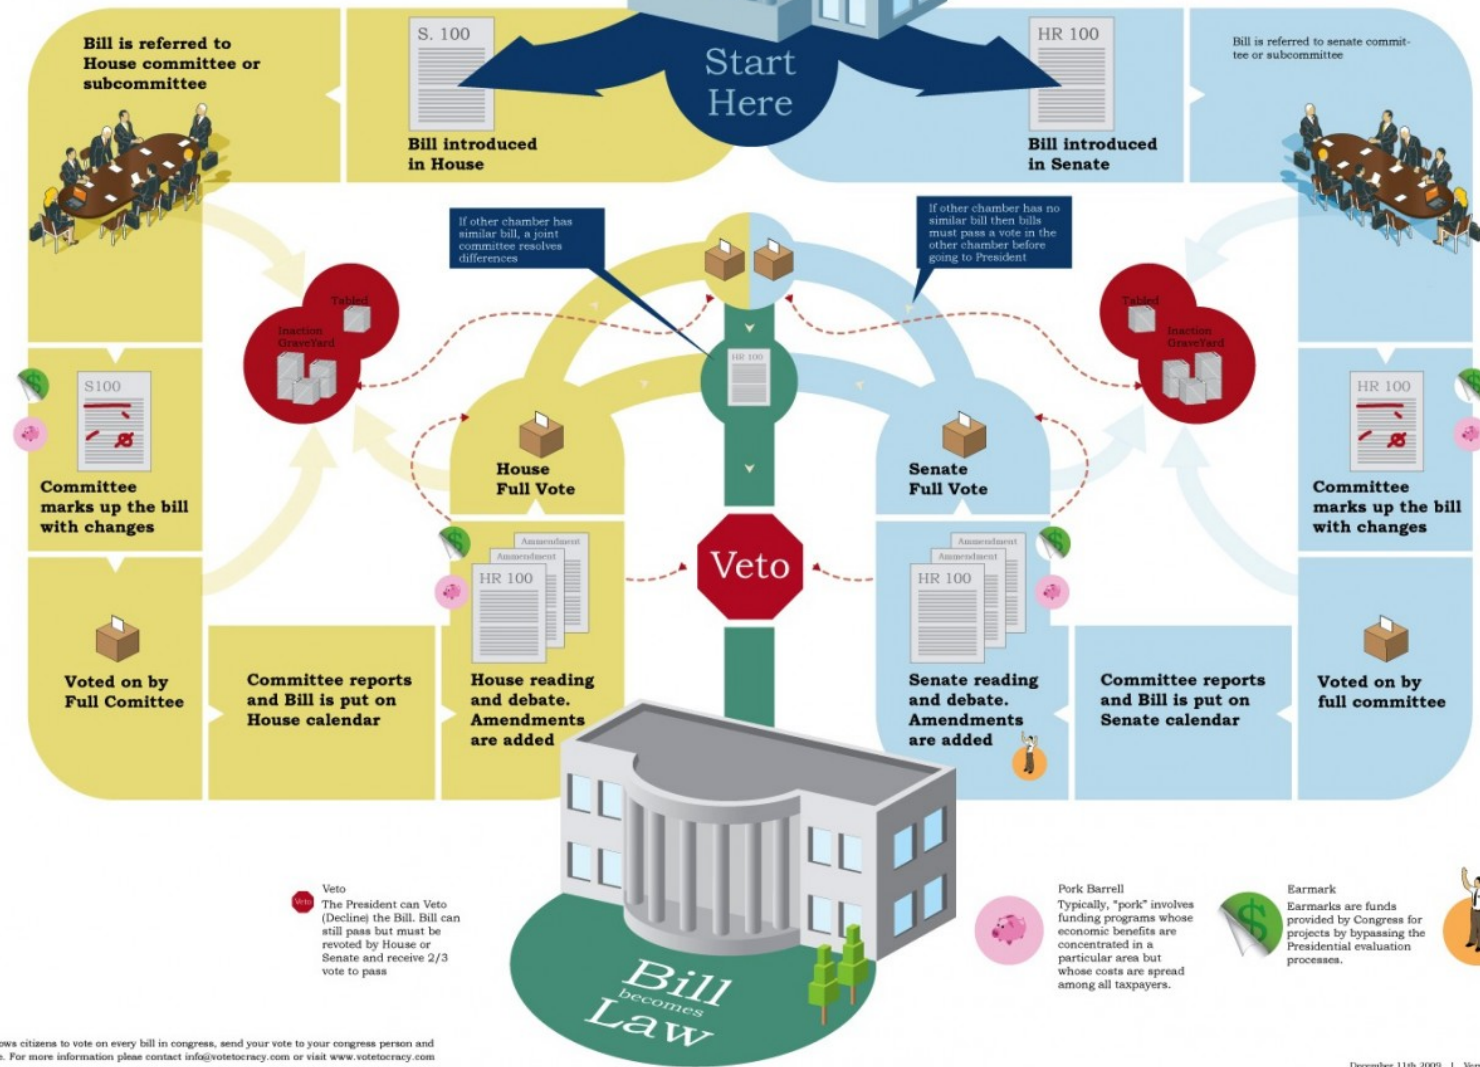 Bill is referred to
House committee or
subcommittee
S. 100
Bill introduced
in House
Start
Here
HR 100
Bill introduced
in Senate
Bill is referred to senate commit-
tee or subcommittee
If other chamber has
similar bill, a joint
committee resolves
differences
If other chamber has no
similar bill then bills
must pass a vote in the
other chamber before
going to President
Tabled
Inaction
GraveYard
Tabled
Inaction
GraveYard
HR 100
S100
Committee
marks up the bill
with changes
House
Full Vote
Senate
Full Vote
HR 100
Committee
marks up the bill
with changes
Veto
Voted on by
Full Comittee
Committee reports
and Bill is put on
House calendar
Ammendment
Ammendment
HR 100
House reading
and debate.
Amendments
are added
Ammendment
Ammendment
HR 100
Senate reading
and debate.
Amendments
are added
Committee reports
and Bill is put on
Senate calendar
Voted on by
full committee
Veto
Veto
The President can Veto
(Decline) the Bill. Bill can
still pass but must be
revoted by House or
Senate and receive 2/3
vote to pass
Bill
becomes
Law
Pork Barrell
Typically, "pork" involves
funding programs whose
economic benefits are
concentrated in a
particular area but
whose costs are spread
among all taxpayers.
Earmark
Earmarks are funds
provided by Congress for
projects by bypassing the
Presidential evaluation
processes.
ows citizens to vote on every bill in congress, send your vote to your congress person and
e. For more information pleae contact info@votetocracy.com or visit www.votetocracy.com
December 11th 2009 |